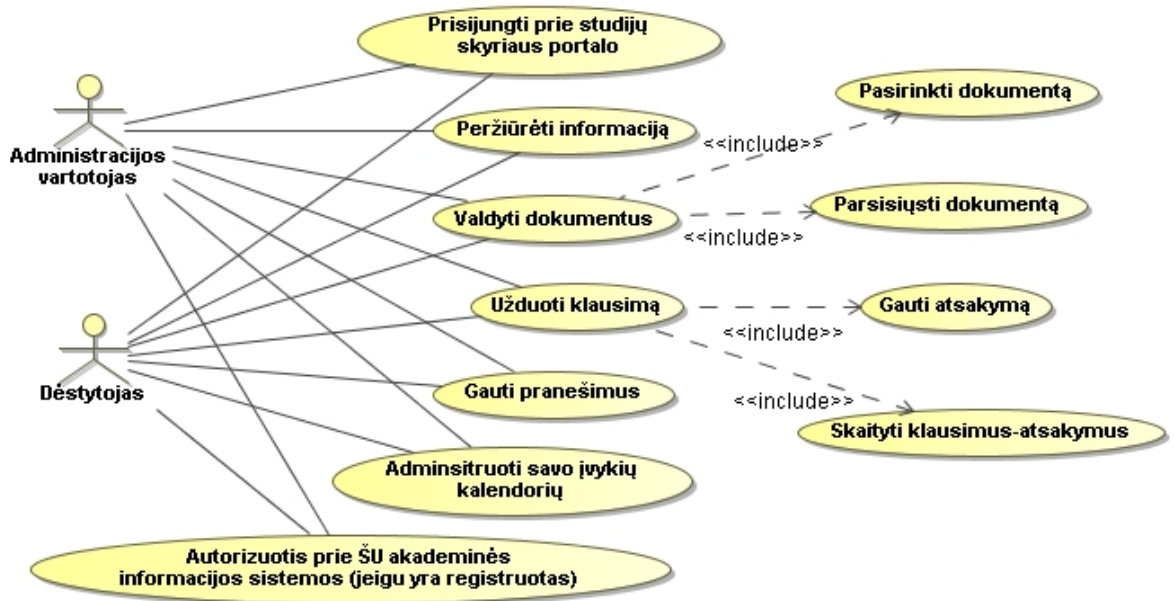 Prisijungti prie studijų
skyriaus portalo
Administracijos
vartotojas
Peržiūrėti informaciją
Pasirinkti dokumentą
<<include>>
Valdyti dokumentus
Parsisiųsti dokumentą
<<include>>
Užduoti klausimą
Gauti atsakymą
<<include>>
Dėstytojas
Gauti pranešimus
<<include>>
Skaityti klausimus-atsakymus
Adminsitruoti savo įvykių
kalendorių
Autorizuotis prie ŠU akademinės
informacijos sistemos (jeigu yra registruotas)